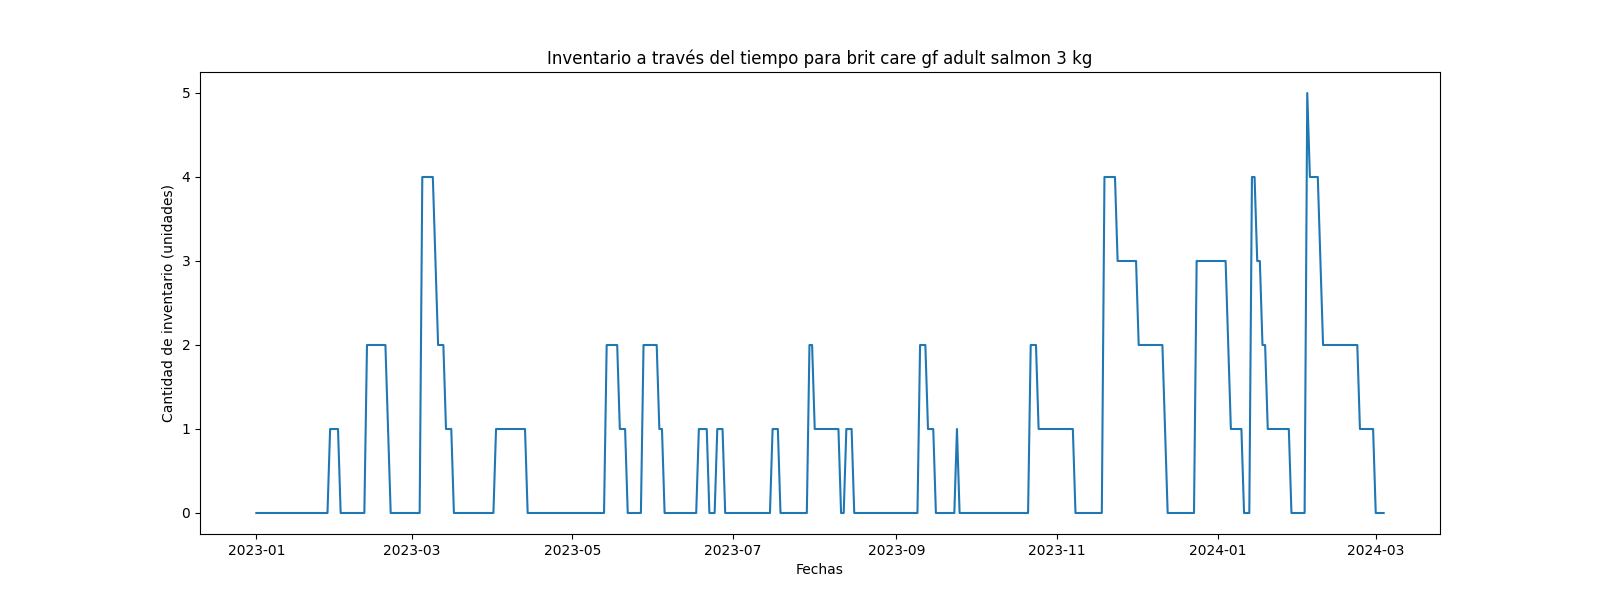 Inventario a través del tiempo para brit care gf adult salmon 3 kg
Cantidad de inventario (unidades)
5
4
3
2
1
0
2023-01 2023-03 2023-05 2023-07 2023-09 2023-11 2024-01 2024-03
Fechas